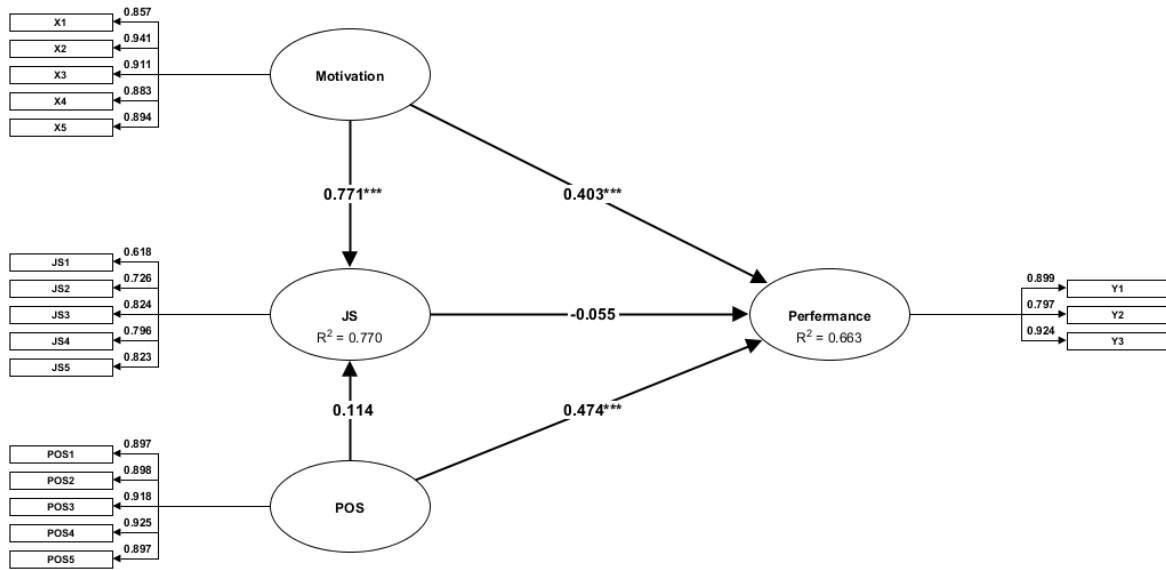 0.857
X1
0.941
X2
0.911
X3
0.883
X4
0.894
X5
Motivation
0.771***
0.403***
0.618
JS1
0.726
JS2
0.824
JS3
0.796
JS4
0.823
JS5
JS
R² = 0.770
-0.055
Perfermance
R² = 0.663
0.899
Y1
0.797
Y2
0.924
Y3
0.114
0.474***
0.897
POS1
0.898
POS2
0.918
POS3
0.925
POS4
0.897
POS5
POS